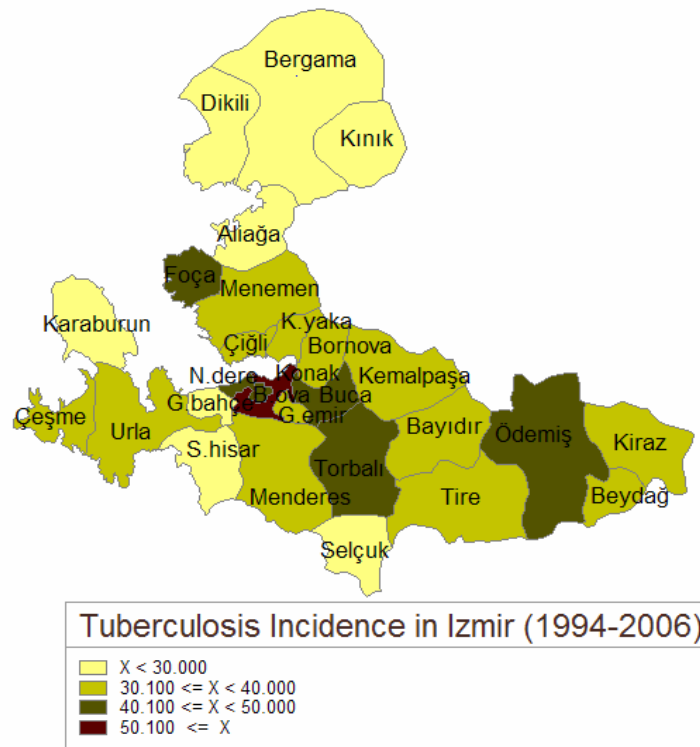 Bergama
Dikili
Kınık
Aliağa
Foça
Menemen
Karaburun
K.yaka
Çiğli
Bornova
N.dere
Konak
Kemalpaşa
G.bahçe
B.ova
Buca
Çeşme
Urla
G.emir
Bayıdır
Ödemiş
Kiraz
S.hisar
Torbalı
Menderes
Tire
Beydağ
Selçuk
Tuberculosis Incidence in Izmir (1994-2006)
X < 30.000
30.100 <= X < 40.000
40.100 <= X < 50.000
50.100 <= X